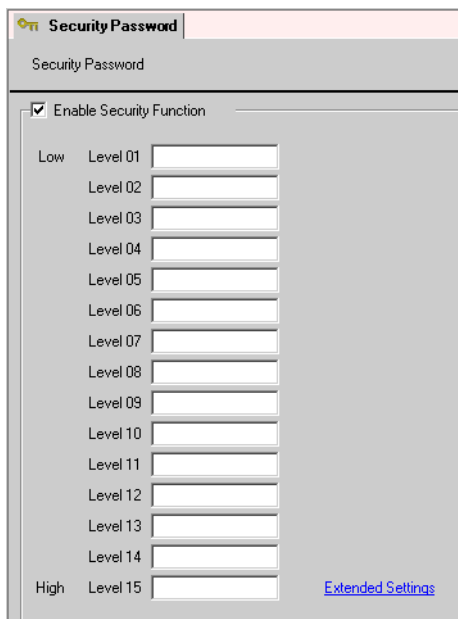 Security Password
Security Password
Enable Security Function
Low Level 01
Level 02
Level 03
Level 04
Level 05
Level 06
Level 07
Level 08
Level 09
Level 10
Level 11
Level 12
Level 13
Level 14
High Level 15 Extended Settings